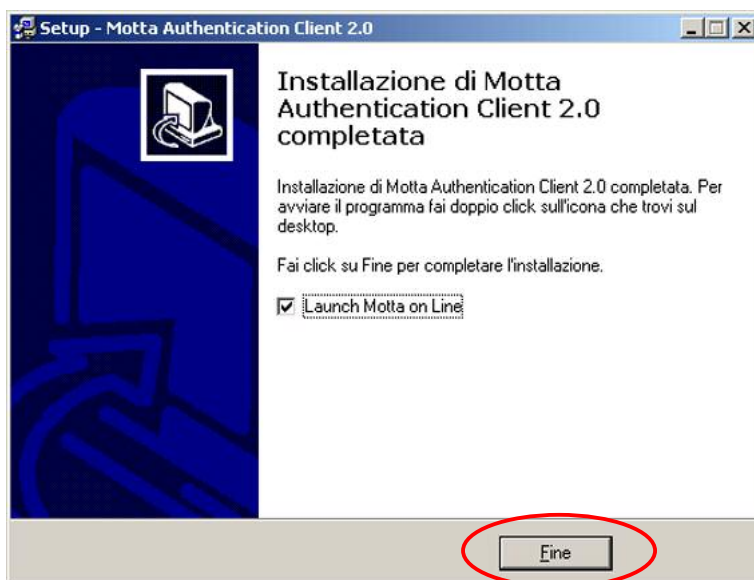 Setup - Motta Authentication Client 2.0
Installazione di Motta
Authentication Client 2.0
completata
Installazione di Motta Authentication Client 2.0 completata. Per
avviare il programma fai doppio click sull'icona che trovi sul
desktop.
Fai click su Fine per completare l'installazione.
Launch Motta on Line
Fine